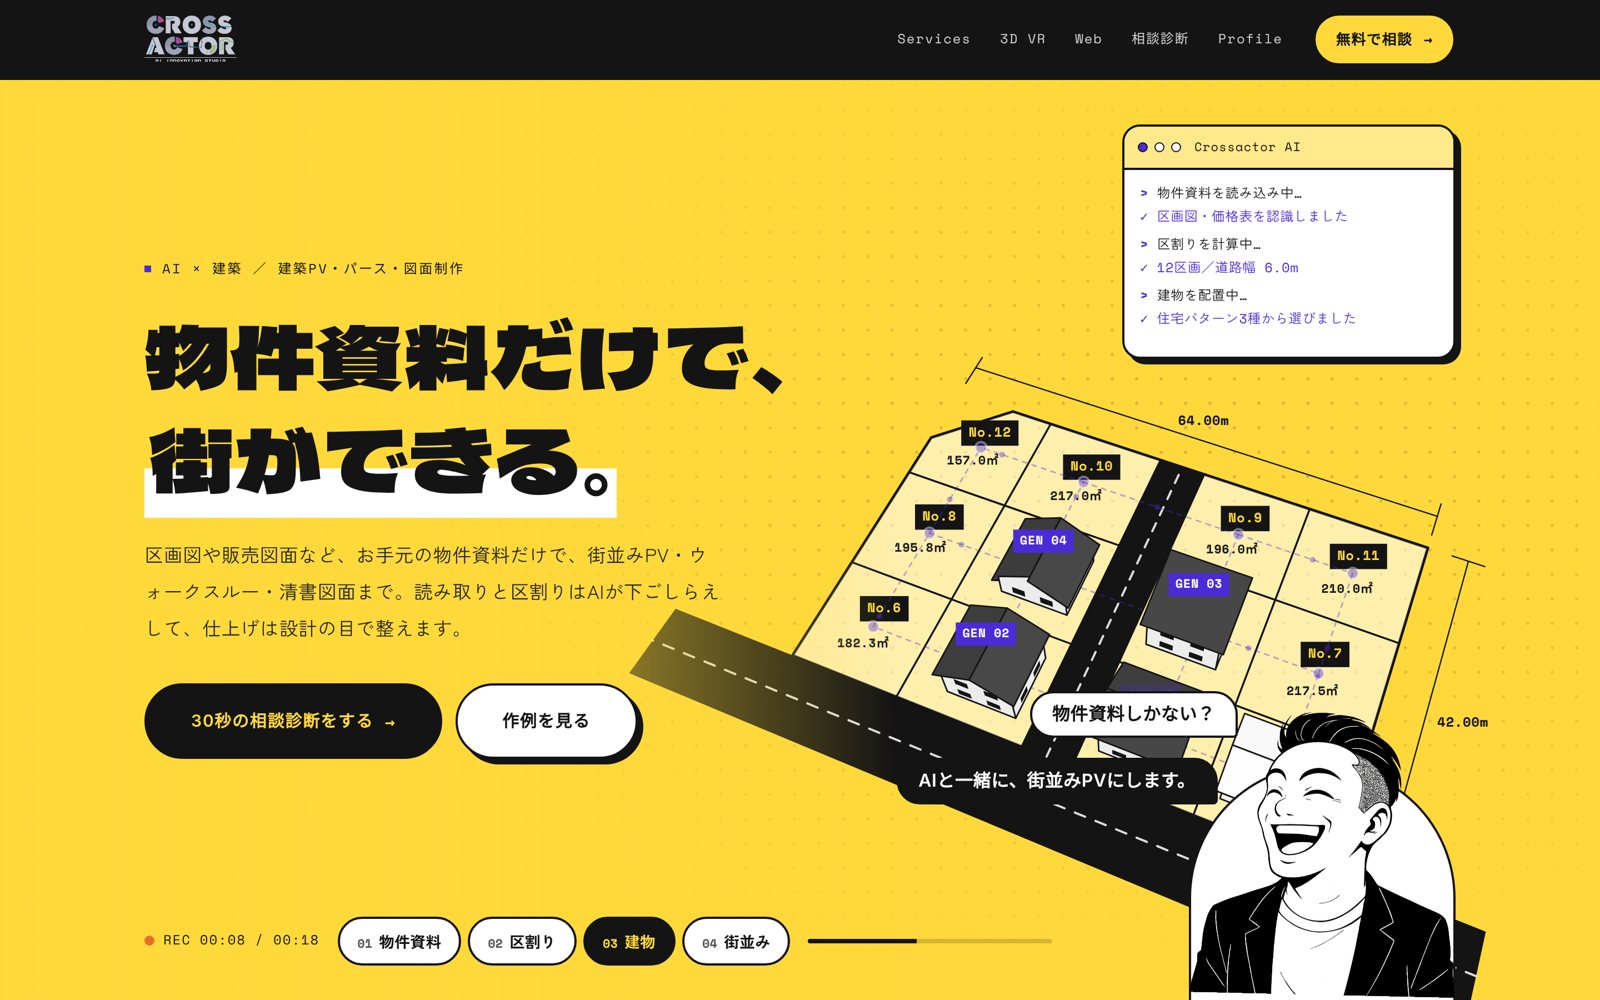 CROSS
ACTOR
AI INNOVATION STUDIO
Services
3D VR
Web
相談診断
Profile
無料で相談 →
Crossactor AI
> 物件資料を読み込み中…
✓ 区画図・価格表を認識しました
> 区割りを計算中…
✓ 12区画／道路幅 6.0m
> 建物を配置中…
✓ 住宅パターン3種から選びました
AI × 建築 ／ 建築PV・パース・図面制作
物件資料だけで、
街ができる。
区画図や販売図面など、お手元の物件資料だけで、街並みPV・ウ
ォークスルー・清書図面まで。読み取りと区割りはAIが下ごしらえ
して、仕上げは設計の目で整えます。
30秒の相談診断をする →
作例を見る
64.00m
No.12
157.0㎡
No.10
217.0㎡
No.8
195.8㎡
GEN 04
No.9
196.0㎡
No.11
210.0㎡
GEN 03
No.6
182.3㎡
GEN 02
No.7
217.5㎡
42.00m
物件資料しかない？
AIと一緒に、街並みPVにします。
REC 00:08 / 00:18
01 物件資料
02 区割り
03 建物
04 街並み